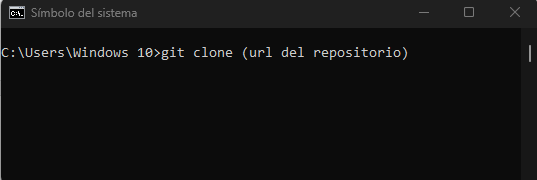 Símbolo del sistema
C:\Users\Windows 10>git clone (url del repositorio)